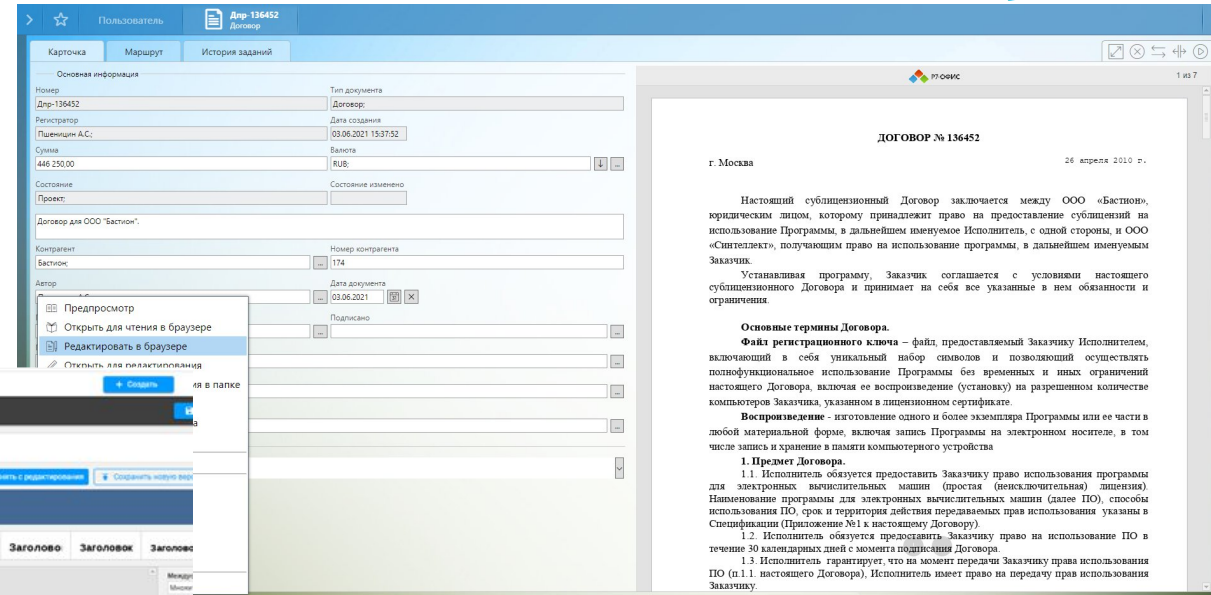 Пользователь
Дпр-136452
Договор
Карточка
Маршрут
История заданий
Основная информация
Номер
Тип документа
Дпр-136452
Договор;
Регистратор
Дата создания
Пшеницин А.С.;
03.06.2021 15:37:52
Сумма
Валюта
446 250,00
RUB;
Состояние
Состояние изменено
Проект;
Договор для ООО "Бастион".
Контрагент
Номер контрагента
Бастион;
174
Автор
Дата документа
03.06.2021
Подписано
Предпросмотр
Открыть для чтения в браузере
Редактировать в браузере
Открыть для редактирования
+ Создать
ия в папке
Сохранить новую
Заголово
Заголовок
Заголово
Р7-ОФИС
1 из 7
ДОГОВОР № 136452
г. Москва
26 апреля 2010 г.
Настоящий сублицензионный Договор заключается между ООО «Бастион»,
юридическим лицом, которому принадлежит право на предоставление сублицензий на
использование Программы, в дальнейшем именуемое Исполнитель, с одной стороны, и ООО
«Синтеллект», получающим право на использование программы, в дальнейшем именуемым
Заказчик.
Устанавливая программу, Заказчик соглашается с условиями настоящего
сублицензионного Договора и принимает на себя все указанные в нем обязанности и
ограничения.
Основные термины Договора.
Файл регистрационного ключа – файл, предоставляемый Заказчику Исполнителем,
включающий в себя уникальный набор символов и позволяющий осуществлять
полнофункциональное использование Программы без временных и иных ограничений
настоящего Договора, включая ее воспроизведение (установку) на разрешенном количестве
компьютеров Заказчика, указанном в лицензионном сертификате.
Воспроизведение - изготовление одного и более экземпляра Программы или ее части в
любой материальной форме, включая запись Программы на электронном носителе, в том
числе запись и хранение в памяти компьютерного устройства
1. Предмет Договора.
1.1. Исполнитель обязуется предоставить Заказчику право использования программы
для электронных вычислительных машин (простая (неисключительная) лицензия).
Наименование программы для электронных вычислительных машин (далее ПО), способы
использования ПО, срок и территория действия передаваемых прав использования указаны в
Спецификации (Приложение №1 к настоящему Договору).
1.2. Исполнитель обязуется предоставить Заказчику право на использование ПО в
течение 30 календарных дней с момента подписания Договора.
1.3. Исполнитель гарантирует, что на момент передачи Заказчику права использования
ПО (п.1.1. настоящего Договора), Исполнитель имеет право на передачу прав использования
Заказчику.